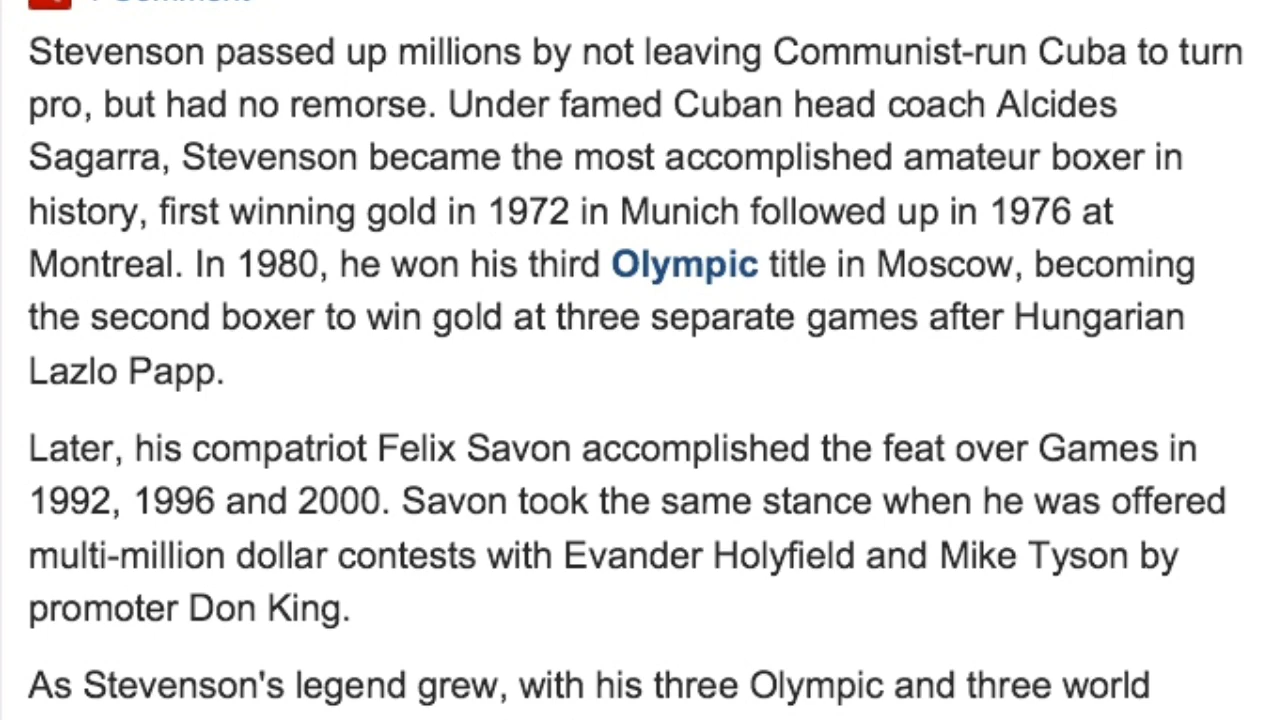 Stevenson passed up millions by not leaving Communist-run Cuba to turn
pro, but had no remorse. Under famed Cuban head coach Alcides
Sagarra, Stevenson became the most accomplished amateur boxer in
history, first winning gold in 1972 in Munich followed up in 1976 at
Montreal. In 1980, he won his third Olympic title in Moscow, becoming
the second boxer to win gold at three separate games after Hungarian
Lazlo Papp.
Later, his compatriot Felix Savon accomplished the feat over Games in
1992, 1996 and 2000. Savon took the same stance when he was offered
multi-million dollar contests with Evander Holyfield and Mike Tyson by
promoter Don King.
As Stevenson's legend grew, with his three Olympic and three world